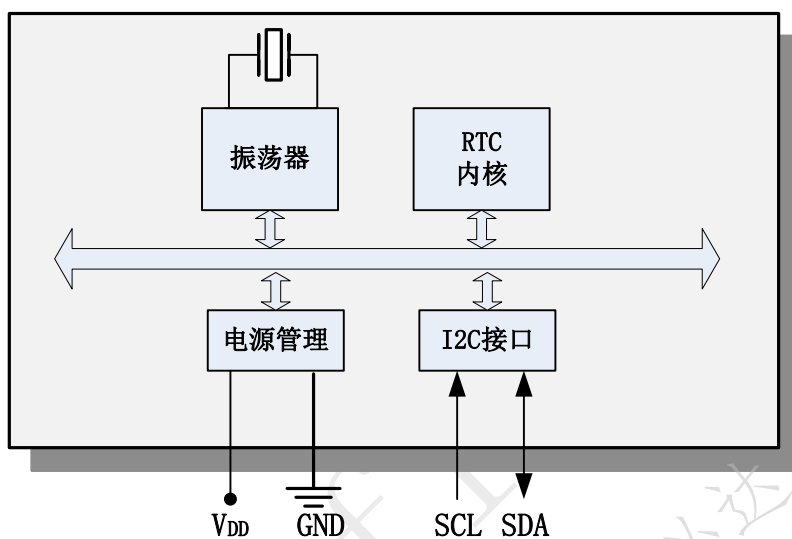 振荡器
RTC
内核
电源管理
I2C接口
VDD
GND
SCL
SDA